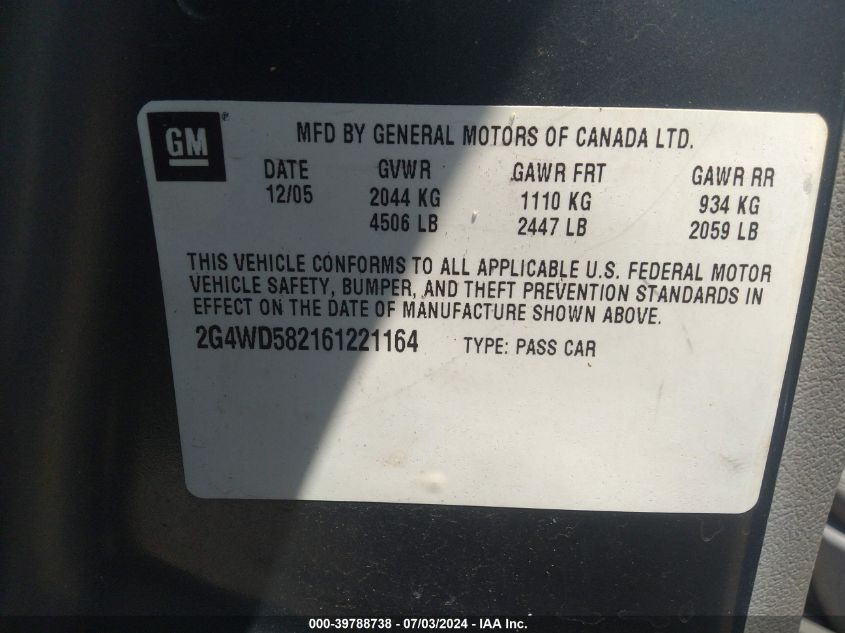 GM
MFD BY GENERAL MOTORS OF CANADA LTD.
DATE GVWR GAWR FRT GAWR RR
12/05 2044 KG 1110 KG 934 KG
4506 LB 2447 LB 2059 LB
THIS VEHICLE CONFORMS TO ALL APPLICABLE U.S. FEDERAL MOTOR
VEHICLE SAFETY, BUMPER, AND THEFT PREVENTION STANDARDS IN
EFFECT ON THE DATE OF MANUFACTURE SHOWN ABOVE.
2G4WD582161221164 TYPE: PASS CAR
000-39788738 - 07/03/2024 - IAA Inc.